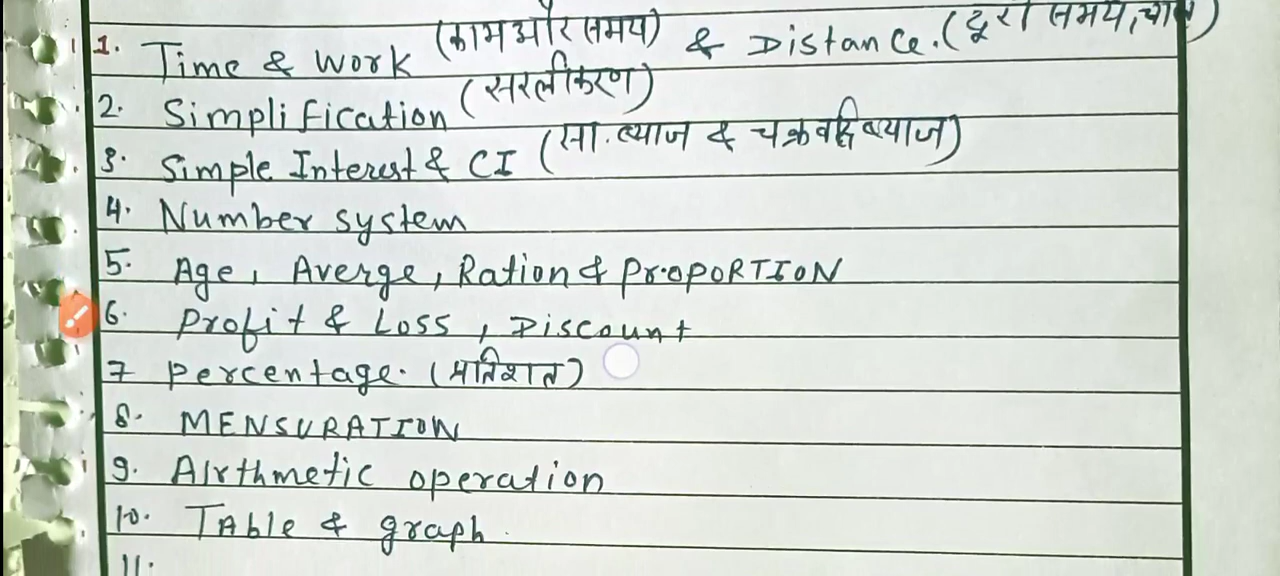 1. Time & Work (काम और समय) & Distance. (दूरी समय, चाल)
2. Simplification (सरलीकरण)
3. Simple Interest & CI (सा. ब्याज & चक्रवृद्धि ब्याज)
4. Number system
5. Age, Averge, Ration & PROPORTION
6. Profit & Loss, Discount
7 Percentage. (प्रतिशत)
8. MENSURATION
9. AIrthmetic operation
10. TAble & graph.
11.